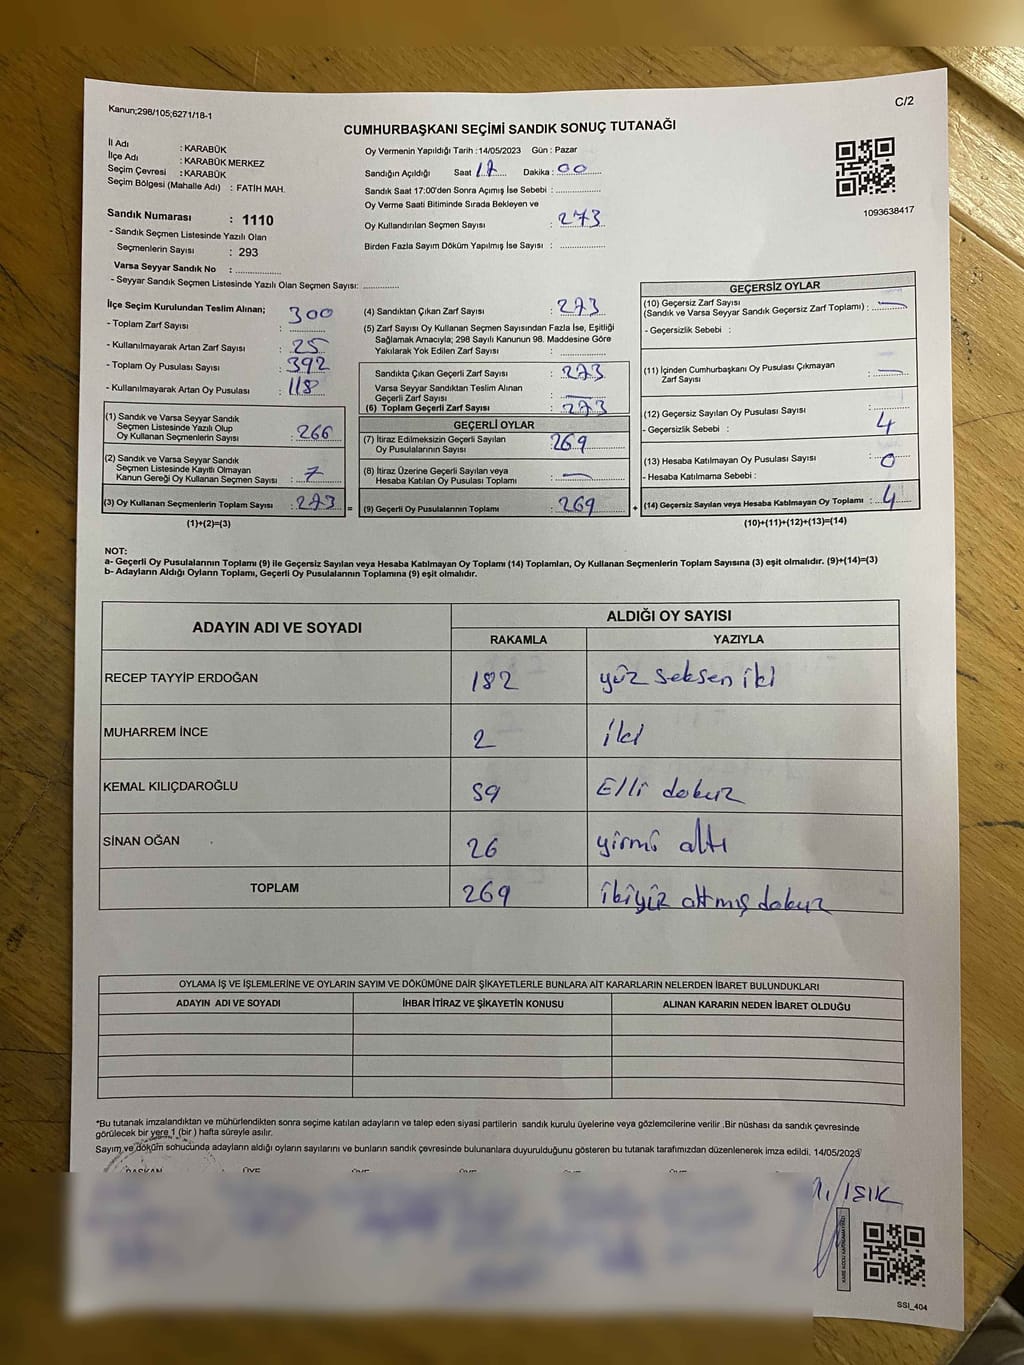 Kanun;298/105;6271/18-1
C/2
CUMHURBAŞKANI SEÇİMİ SANDIK SONUÇ TUTANAĞI
İl Adı : KARABÜK
İlçe Adı : KARABÜK MERKEZ
Seçim Çevresi : KARABÜK
Seçim Bölgesi (Mahalle Adı) : FATİH MAH.
Sandık Numarası : 1110
- Sandık Seçmen Listesinde Yazılı Olan
Seçmenlerin Sayısı : 293
Varsa Seyyar Sandık No : ..............
- Seyyar Sandık Seçmen Listesinde Yazılı Olan Seçmen Sayısı: ............
Oy Vermenin Yapıldığı Tarih :14/05/2023 Gün : Pazar
Sandığın Açıldığı Saat 17 Dakika : 00
Sandık Saat 17:00'den Sonra Açımış İse Sebebi : ..............
Oy Verme Saati Bitiminde Sırada Bekleyen ve
Oy Kullandırılan Seçmen Sayısı : 273
Birden Fazla Sayım Döküm Yapılmış İse Sayısı : ..............
1093638417
İlçe Seçim Kurulundan Teslim Alınan;
- Toplam Zarf Sayısı : 300
- Kullanılmayarak Artan Zarf Sayısı : 25
- Toplam Oy Pusulası Sayısı : 392
- Kullanılmayarak Artan Oy Pusulası : 118
(1) Sandık ve Varsa Seyyar Sandık
Seçmen Listesinde Yazılı Olup
Oy Kullanan Seçmenlerin Sayısı : 266
(2) Sandık ve Varsa Seyyar Sandık
Seçmen Listesinde Kayıtlı Olmayan
Kanun Gereği Oy Kullanan Seçmen Sayısı : 7
(3) Oy Kullanan Seçmenlerin Toplam Sayısı : 273 =
(1)+(2)=(3)
(4) Sandıktan Çıkan Zarf Sayısı : 273
(5) Zarf Sayısı Oy Kullanan Seçmen Sayısından Fazla İse, Eşitliği
Sağlamak Amacıyla; 298 Sayılı Kanunun 98. Maddesine Göre
Yakılarak Yok Edilen Zarf Sayısı : ..............
Sandıkta Çıkan Geçerli Zarf Sayısı : 273
Varsa Seyyar Sandıktan Teslim Alınan
Geçerli Zarf Sayısı : —
(6) Toplam Geçerli Zarf Sayısı : 273
GEÇERLİ OYLAR
(7) İtiraz Edilmeksizin Geçerli Sayılan
Oy Pusulalarının Sayısı : 269
(8) İtiraz Üzerine Geçerli Sayılan veya
Hesaba Katılan Oy Pusulası Toplamı : —
(9) Geçerli Oy Pusulalarının Toplamı : 269 +
GEÇERSİZ OYLAR
(10) Geçersiz Zarf Sayısı
(Sandık ve Varsa Seyyar Sandık Geçersiz Zarf Toplamı) : —
- Geçersizlik Sebebi :
(11) İçinden Cumhurbaşkanı Oy Pusulası Çıkmayan
Zarf Sayısı : —
(12) Geçersiz Sayılan Oy Pusulası Sayısı : 4
- Geçersizlik Sebebi :
(13) Hesaba Katılmayan Oy Pusulası Sayısı : 0
- Hesaba Katılmama Sebebi :
(14) Geçersiz Sayılan veya Hesaba Katılmayan Oy Toplamı : 4
(10)+(11)+(12)+(13)=(14)
NOT:
a- Geçerli Oy Pusulalarının Toplamı (9) ile Geçersiz Sayılan veya Hesaba Katılmayan Oy Toplamı (14) Toplamları, Oy Kullanan Seçmenlerin Toplam Sayısına (3) eşit olmalıdır. (9)+(14)=(3)
b- Adayların Aldığı Oyların Toplamı, Geçerli Oy Pusulalarının Toplamına (9) eşit olmalıdır.
ADAYIN ADI VE SOYADI ALDIĞI OY SAYISI
RAKAMLA YAZIYLA
RECEP TAYYİP ERDOĞAN 182 yüz seksen iki
MUHARREM İNCE 2 iki
KEMAL KILIÇDAROĞLU 59 Elli dokuz
SİNAN OĞAN 26 yirmi altı
TOPLAM 269 ikiyüz altmış dokuz
OYLAMA İŞ VE İŞLEMLERİNE VE OYLARIN SAYIM VE DÖKÜMÜNE DAİR ŞİKAYETLERLE BUNLARA AİT KARARLARIN NELERDEN İBARET BULUNDUKLARI
ADAYIN ADI VE SOYADI İHBAR İTİRAZ VE ŞİKAYETİN KONUSU ALINAN KARARIN NEDEN İBARET OLDUĞU
*Bu tutanak imzalandıktan ve mühürlendikten sonra seçime katılan adayların ve talep eden siyasi partilerin sandık kurulu üyelerine veya gözlemcilerine verilir .Bir nüshası da sandık çevresinde
görülecek bir yere 1 (bir ) hafta süreyle asılır.
Sayım ve döküm sonucunda adayların aldığı oyların sayılarını ve bunların sandık çevresinde bulunanlara duyurulduğunu gösteren bu tutanak tarafımızdan düzenlenerek imza edildi. 14/05/2023
BAŞKAN ÜYE ÜYE ÜYE ÜYE ÜYE
IŞIK
SSI_404